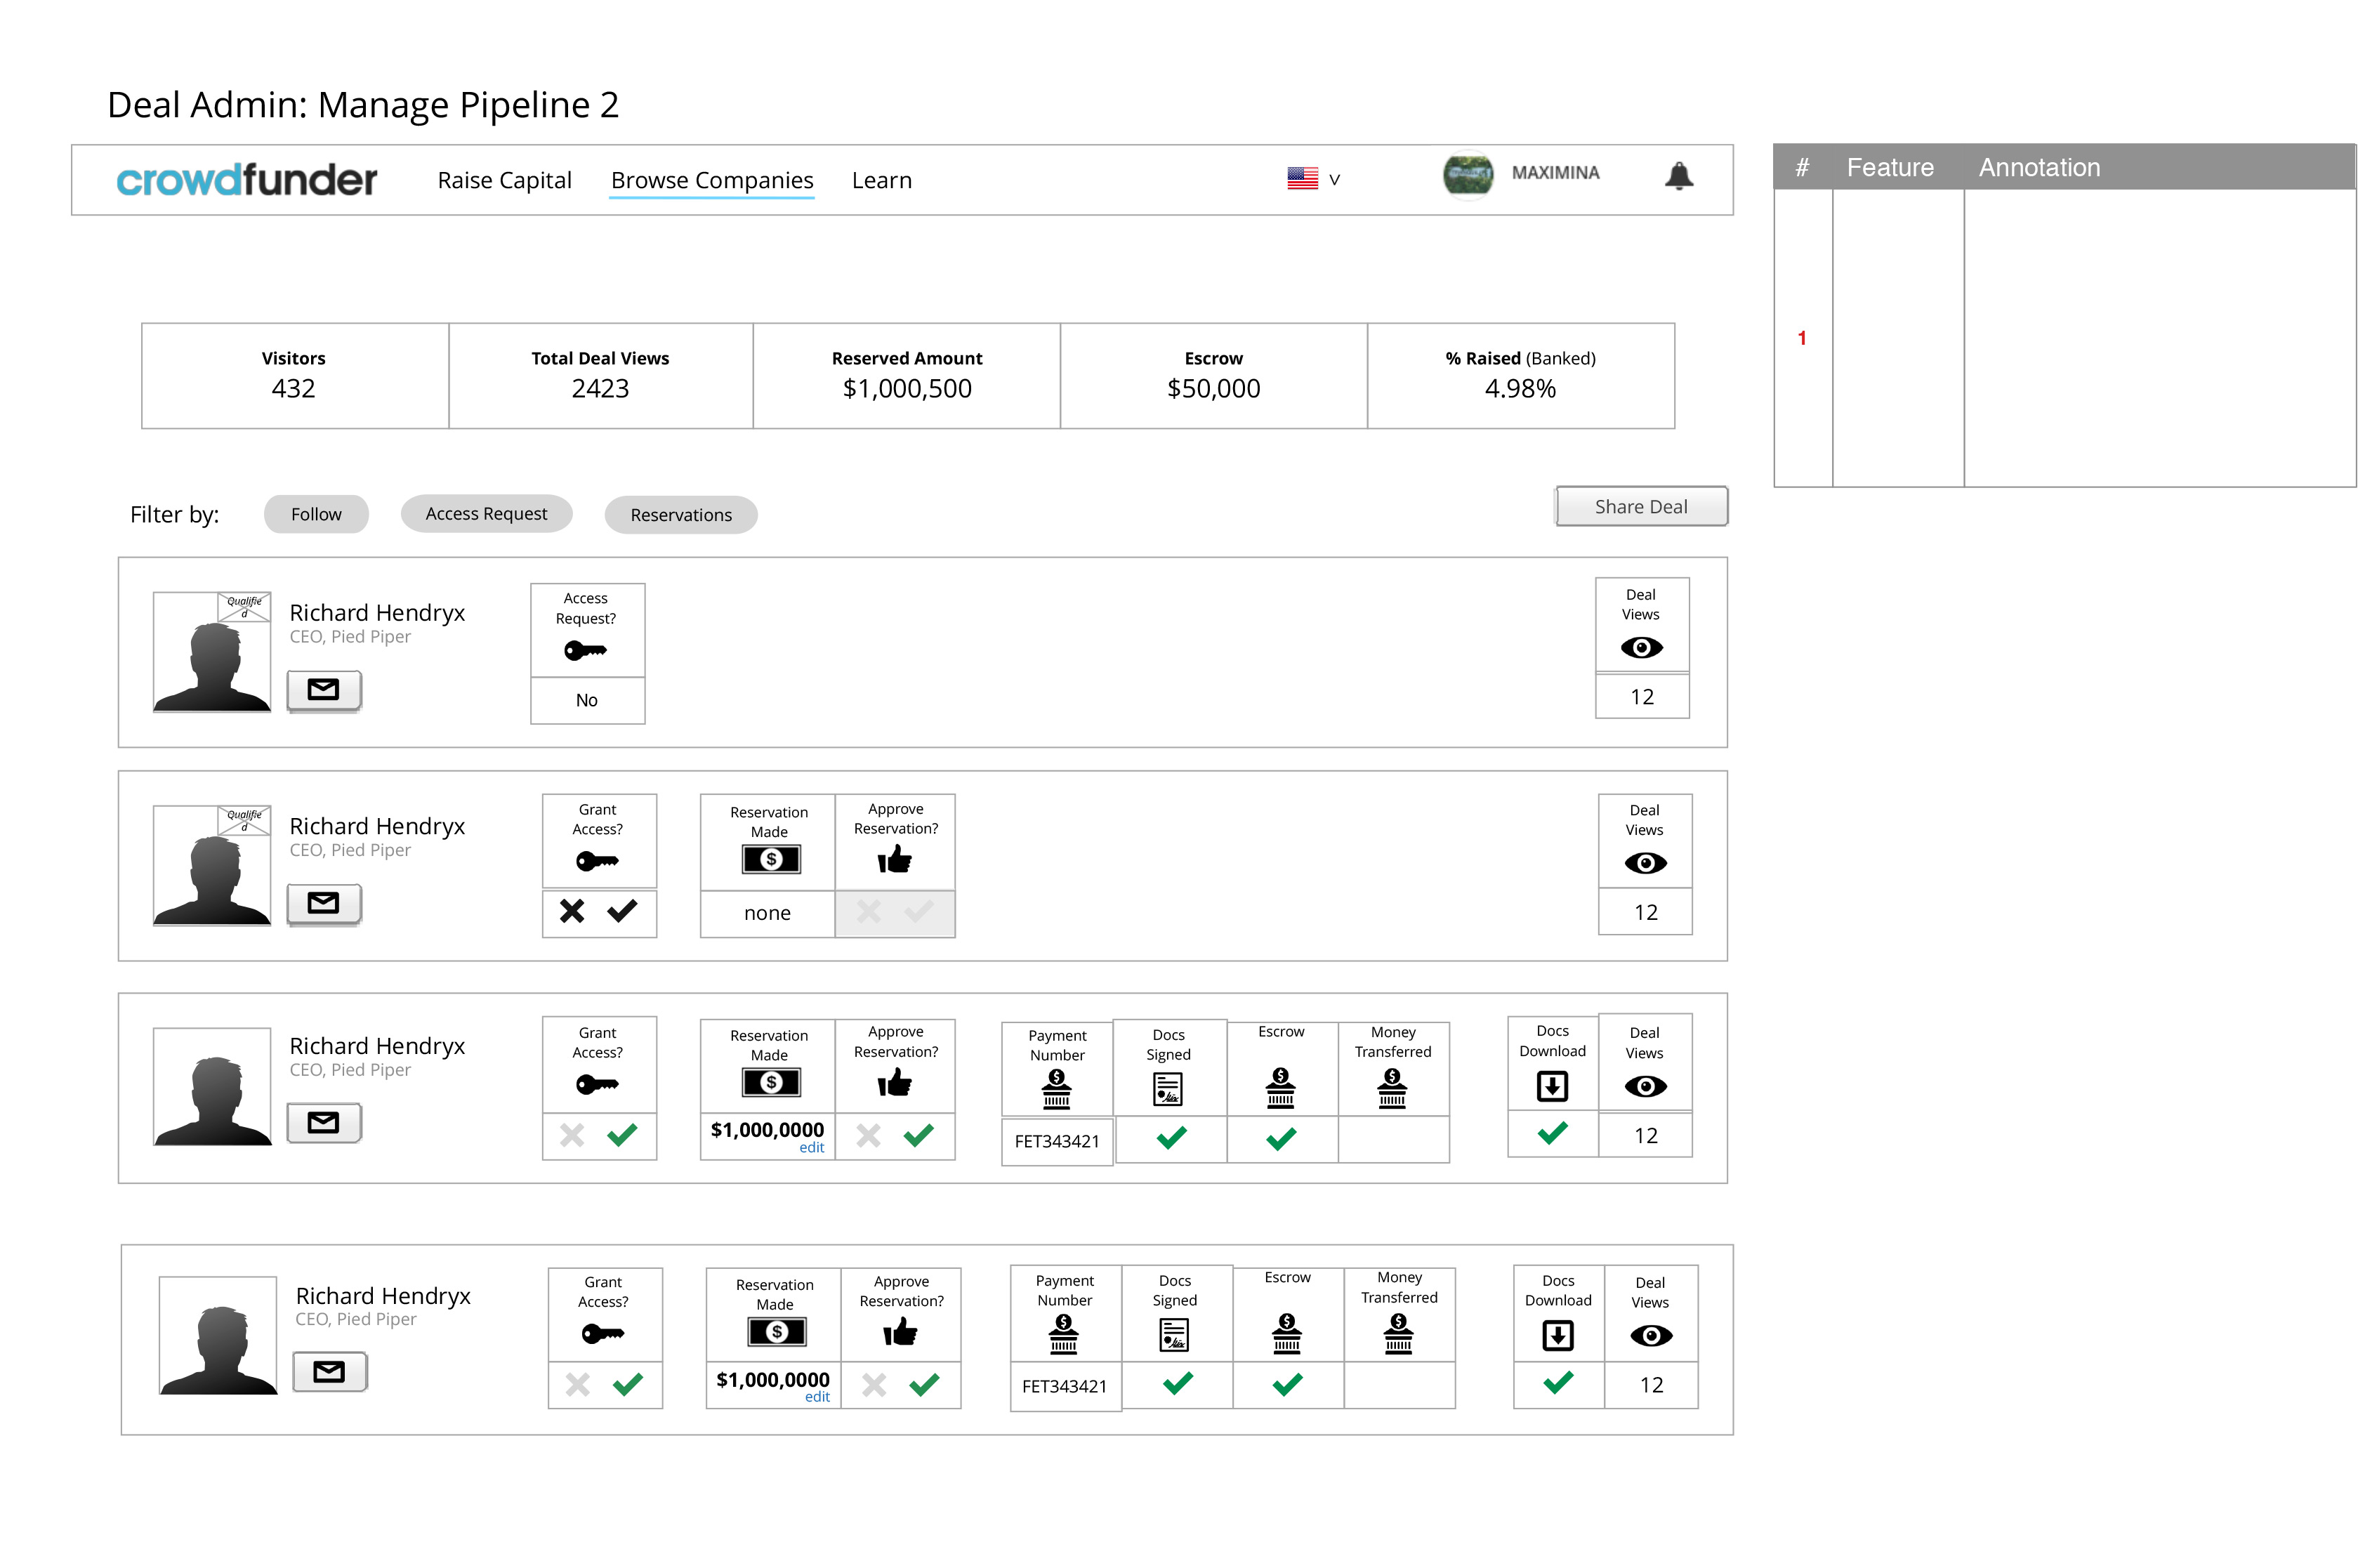 Deal Admin: Manage Pipeline 2
crowdfunder Raise Capital Browse Companies Learn v MAXIMINA
# Feature Annotation
1
Visitors Total Deal Views Reserved Amount Escrow % Raised (Banked)
432 2423 $1,000,500 $50,000 4.98%
Filter by: Follow Access Request Reservations Share Deal
Qualifie
d
Richard Hendryx
CEO, Pied Piper
Access
Request?
No
Deal
Views
12
Qualifie
d
Richard Hendryx
CEO, Pied Piper
Grant
Access?
Reservation
Made
$
none
Approve
Reservation?
Deal
Views
12
Richard Hendryx
CEO, Pied Piper
Grant
Access?
Reservation
Made
$
$1,000,0000
edit
Approve
Reservation?
Payment
Number
$
FET343421
Docs
Signed
Escrow
$
Money
Transferred
$
Docs
Download
Deal
Views
12
Richard Hendryx
CEO, Pied Piper
Grant
Access?
Reservation
Made
$
$1,000,0000
edit
Approve
Reservation?
Payment
Number
$
FET343421
Docs
Signed
Escrow
$
Money
Transferred
$
Docs
Download
Deal
Views
12